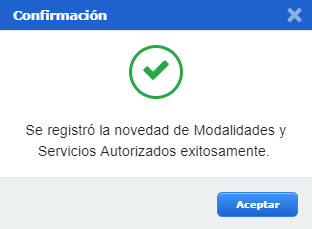 Confirmación
Se registró la novedad de Modalidades y
Servicios Autorizados exitosamente.
Aceptar